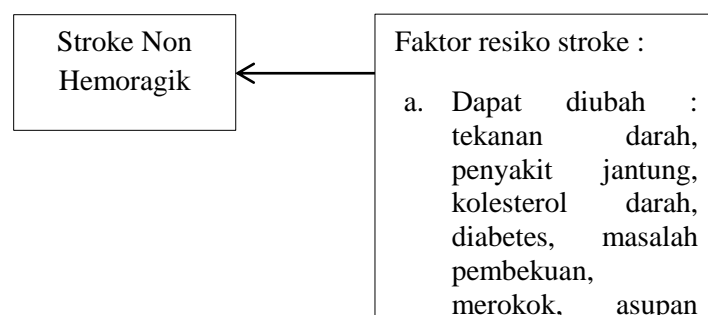 Stroke Non
Hemoragik
Faktor resiko stroke :
a. Dapat diubah :
tekanan darah,
penyakit jantung,
kolesterol darah,
diabetes, masalah
pembekuan,
merokok, asupan